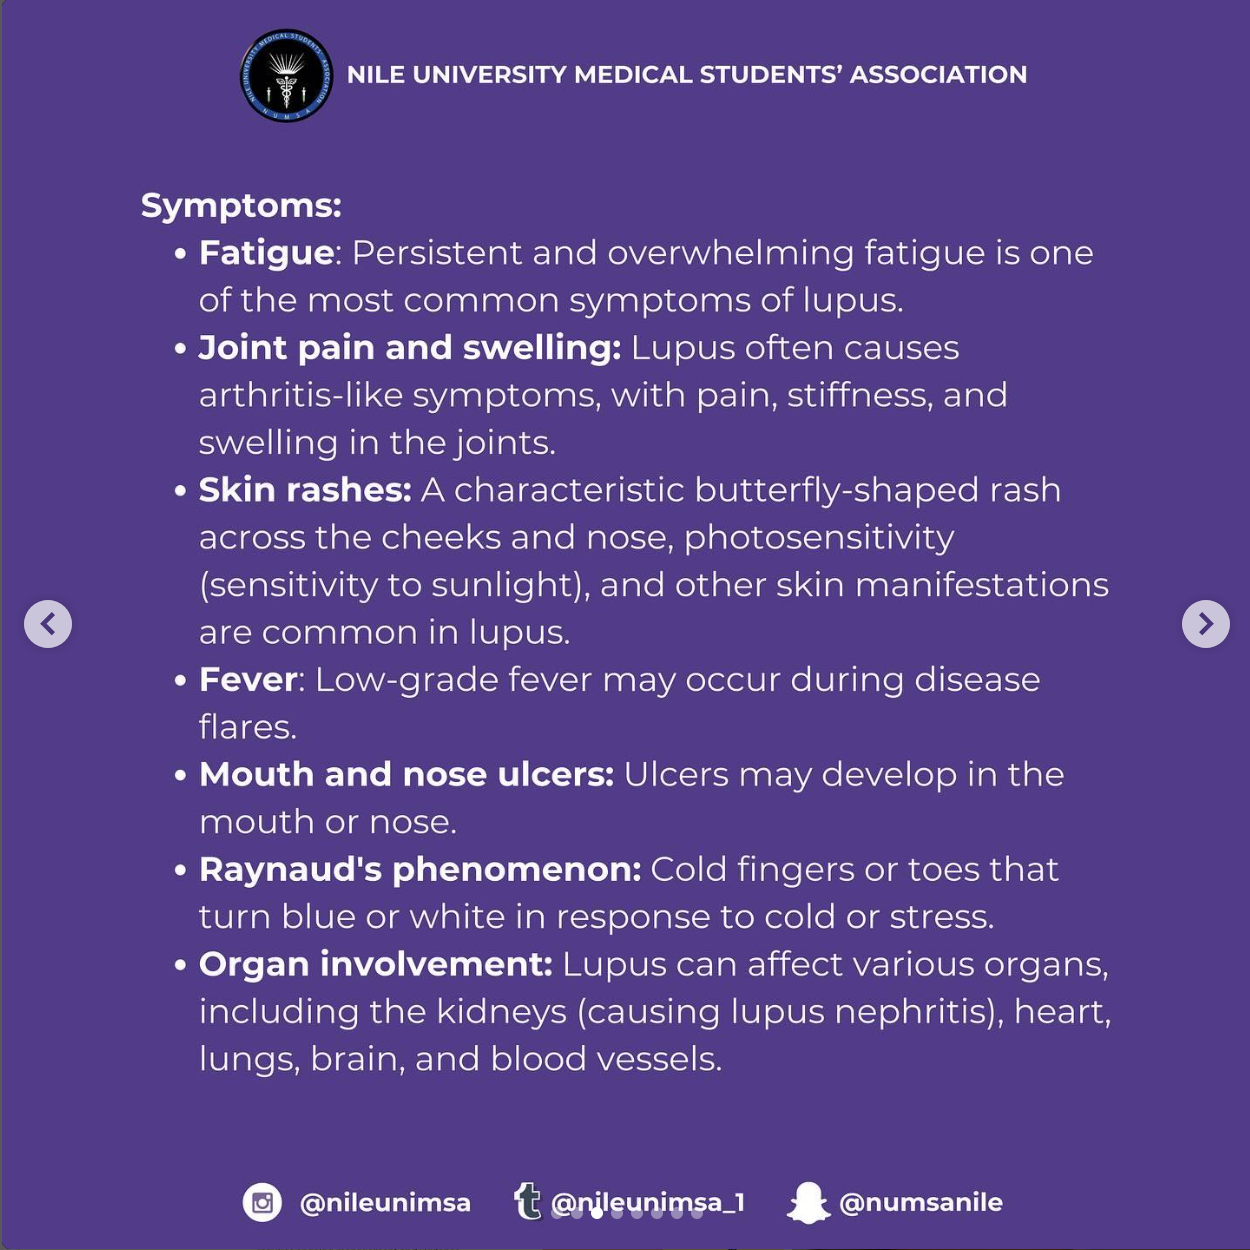 NILE UNIVERSITY MEDICAL STUDENTS' ASSOCIATION
NILE UNIVERSITY MEDICAL STUDENTS' ASSOCIATION
N U M S A
Symptoms:
• Fatigue: Persistent and overwhelming fatigue is one
of the most common symptoms of lupus.
• Joint pain and swelling: Lupus often causes
arthritis-like symptoms, with pain, stiffness, and
swelling in the joints.
• Skin rashes: A characteristic butterfly-shaped rash
across the cheeks and nose, photosensitivity
(sensitivity to sunlight), and other skin manifestations
are common in lupus.
• Fever: Low-grade fever may occur during disease
flares.
• Mouth and nose ulcers: Ulcers may develop in the
mouth or nose.
• Raynaud's phenomenon: Cold fingers or toes that
turn blue or white in response to cold or stress.
• Organ involvement: Lupus can affect various organs,
including the kidneys (causing lupus nephritis), heart,
lungs, brain, and blood vessels.
@nileunimsa t @nileunimsa_1 @numsanile